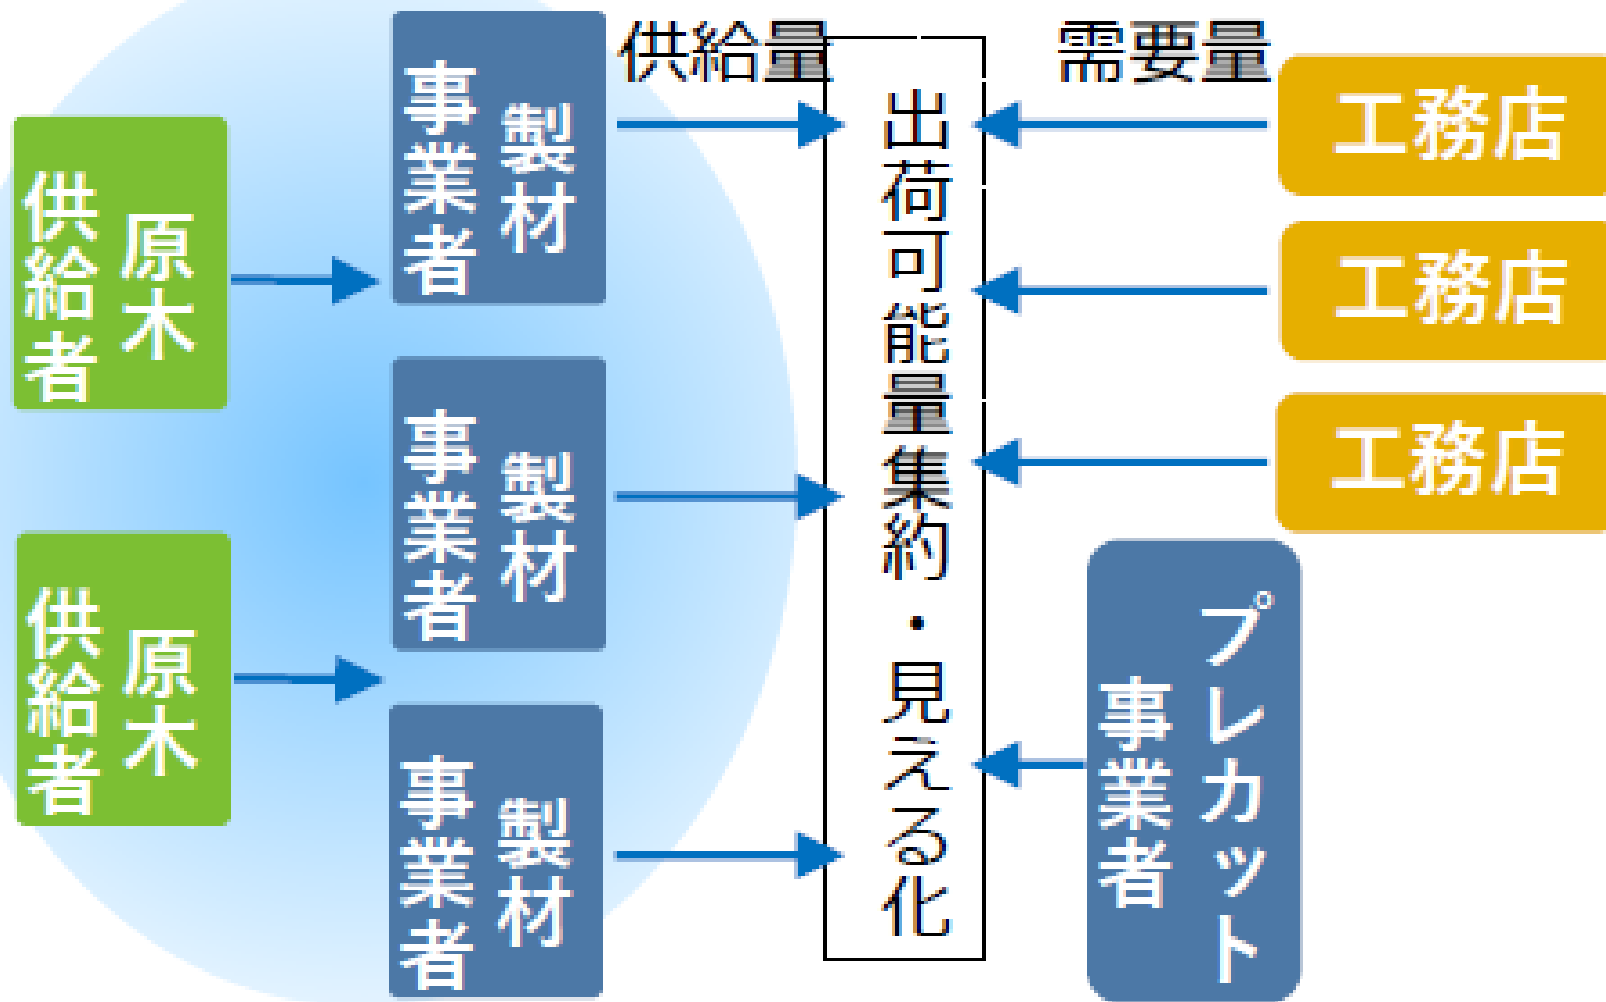 原木
供給者
原木
供給者
製材
事業者
製材
事業者
製材
事業者
供給量
出荷可能量集約・見える化
需要量
工務店
工務店
工務店
プレカット
事業者